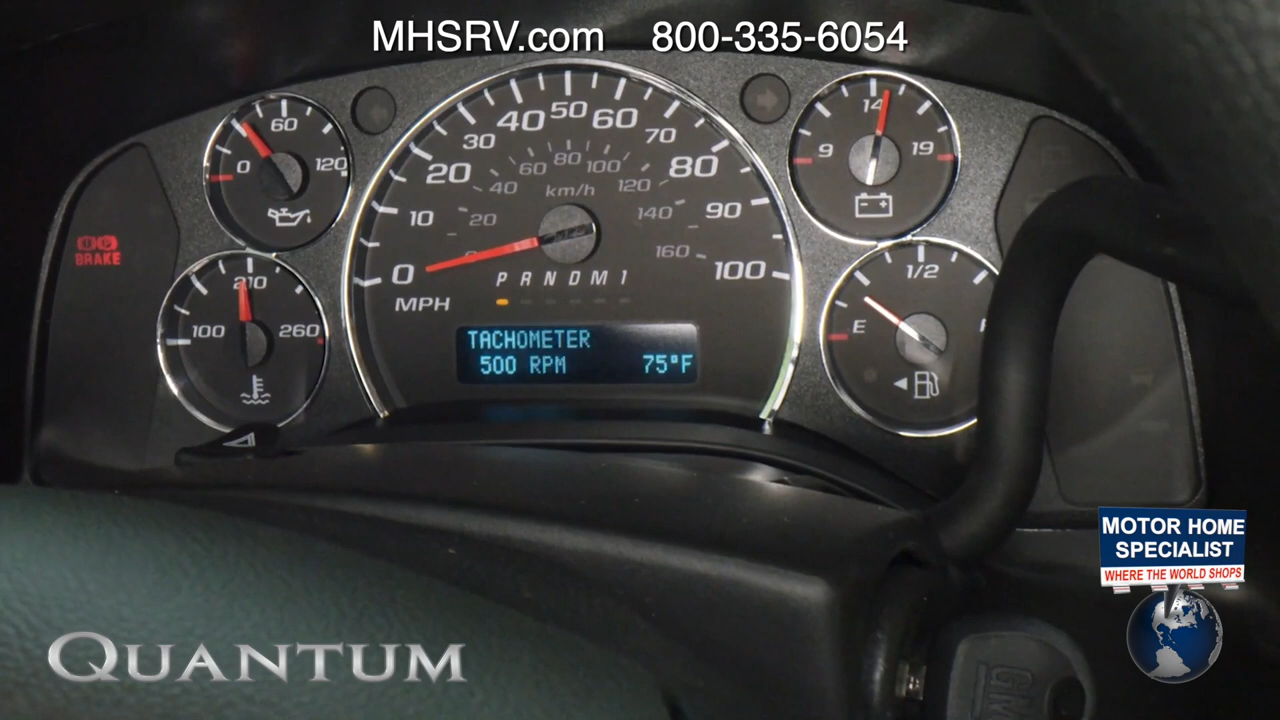 MHSRV.com 800-335-6054
60
0
120
BRAKE
210
100
260
50
40
60
30
70
20
80
10
90
0
100
80
60
100
40
120
20
140
0
160
km/h
MPH
P R N D M 1
TACHOMETER
500 RPM 75°F
14
9
19
1/2
E
MOTOR HOME
SPECIALIST
WHERE THE WORLD SHOPS
QUANTUM
GM